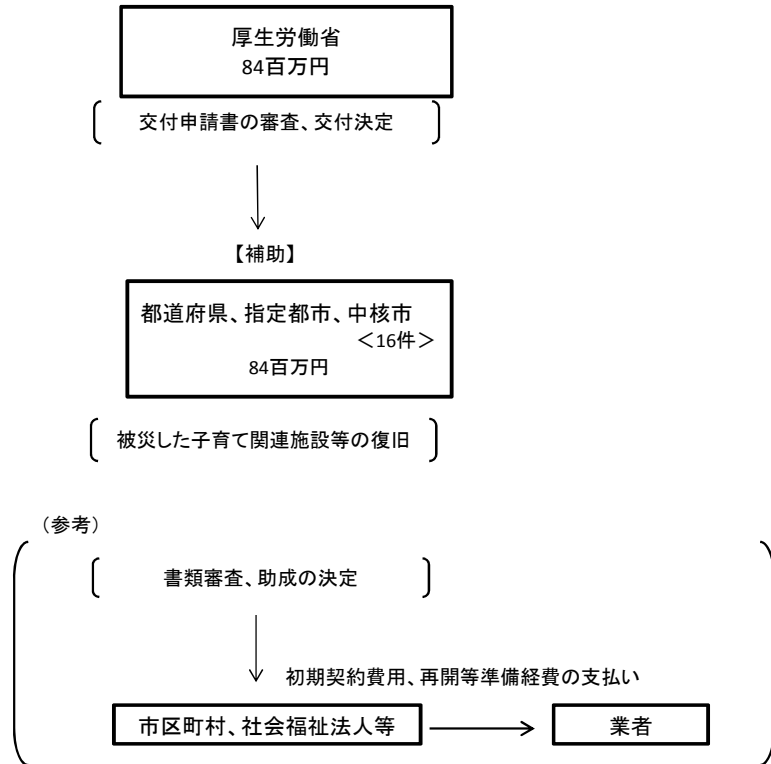 厚生労働省
84百万円
交付申請書の審査、交付決定
【補助】
都道府県、指定都市、中核市
＜16件＞
84百万円
被災した子育て関連施設等の復旧
（参考）
書類審査、助成の決定
初期契約費用、再開等準備経費の支払い
市区町村、社会福祉法人等
業者